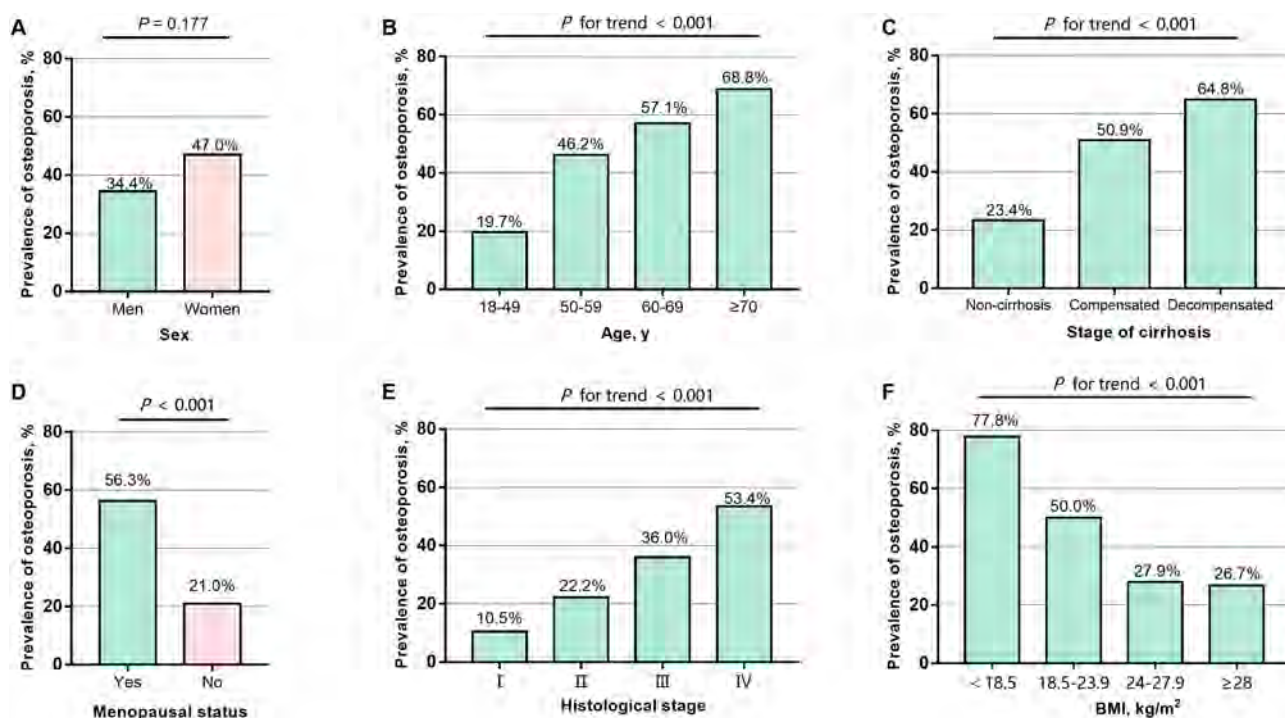 A
P = 0.177
Prevalence of osteoporosis, %
80
60
40
20
0
34.4%
47.0%
Men
Women
Sex
B
P for trend < 0.001
Prevalence of osteoporosis, %
80
60
40
20
0
19.7%
46.2%
57.1%
68.8%
18-49
50-59
60-69
≥70
Age, y
C
P for trend < 0.001
Prevalence of osteoporosis, %
80
60
40
20
0
23.4%
50.9%
64.8%
Non-cirrhosis
Compensated
Decompensated
Stage of cirrhosis
D
P < 0.001
Prevalence of osteoporosis, %
80
60
40
20
0
56.3%
21.0%
Yes
No
Menopausal status
E
P for trend < 0.001
Prevalence of osteoporosis, %
80
60
40
20
0
10.5%
22.2%
36.0%
53.4%
I
II
III
IV
Histological stage
F
P for trend < 0.001
Prevalence of osteoporosis, %
80
60
40
20
0
77.8%
50.0%
27.9%
26.7%
< 18.5
18.5-23.9
24-27.9
≥28
BMI, kg/m²